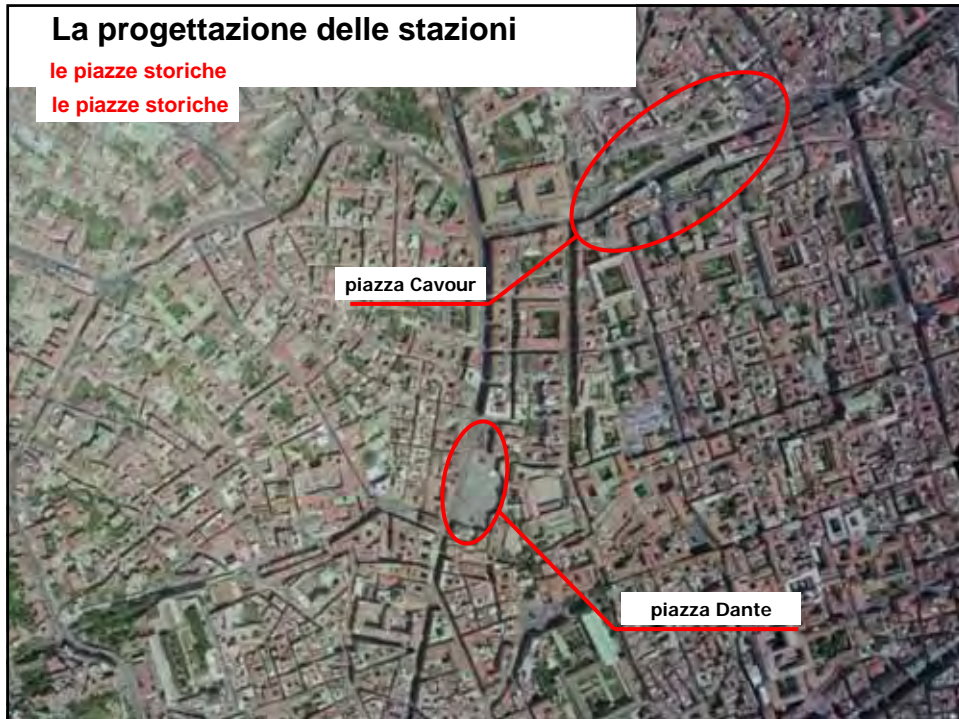 La progettazione delle stazioni
le piazze storiche
le piazze storiche
piazza Cavour
piazza Dante